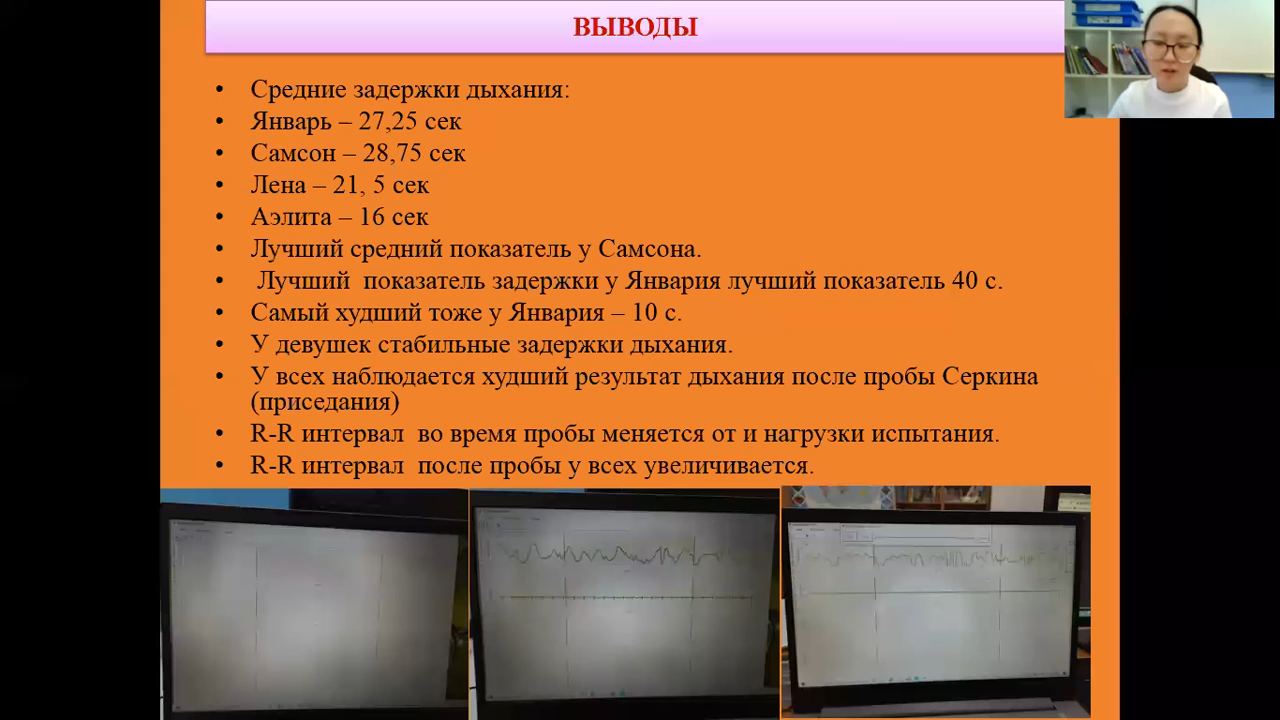 ВЫВОДЫ
• Средние задержки дыхания:
• Январь – 27,25 сек
• Самсон – 28,75 сек
• Лена – 21, 5 сек
• Аэлита – 16 сек
• Лучший средний показатель у Самсона.
• Лучший показатель задержки у Январия лучший показатель 40 с.
• Самый худший тоже у Январия – 10 с.
• У девушек стабильные задержки дыхания.
• У всех наблюдается худший результат дыхания после пробы Серкина
(приседания)
• R-R интервал во время пробы меняется от и нагрузки испытания.
• R-R интервал после пробы у всех увеличивается.